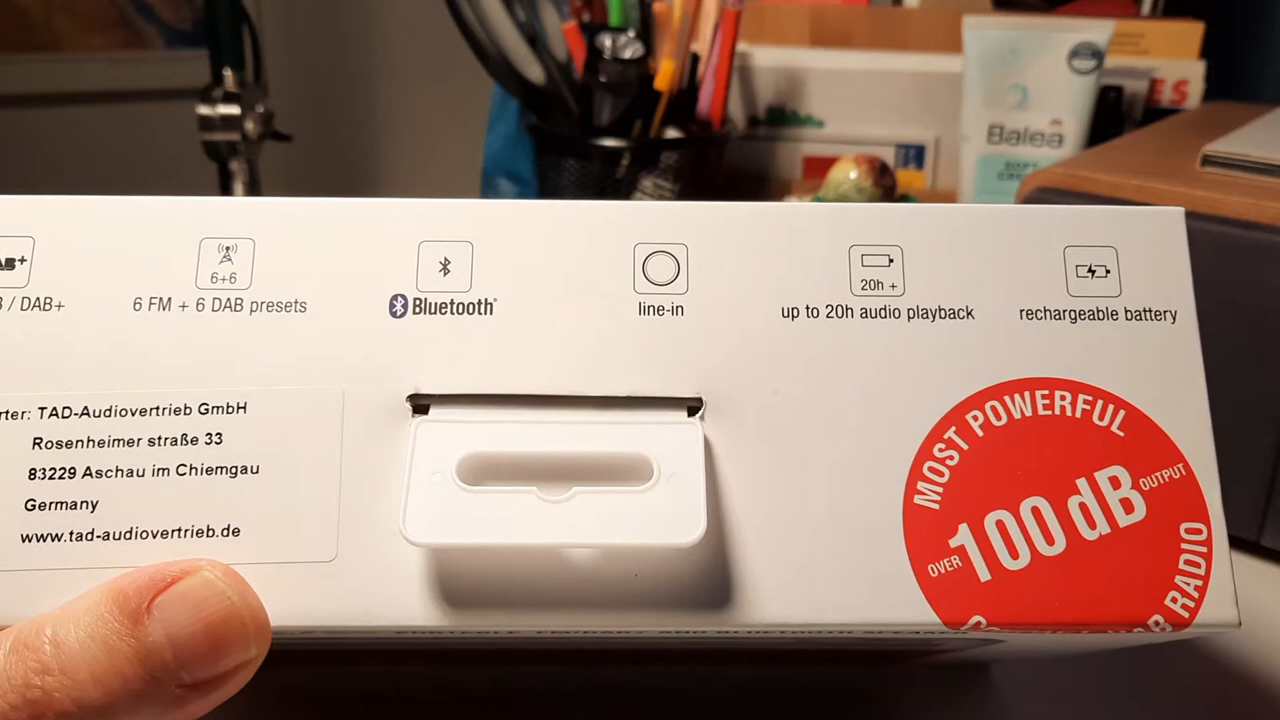 Balea
ES
6+6
20h +
/ DAB+
6 FM + 6 DAB presets
Bluetooth®
line-in
up to 20h audio playback
rechargeable battery
TAD-Audiovertrieb GmbH
Rosenheimer straße 33
83229 Aschau im Chiemgau
Germany
www.tad-audiovertrieb.de
MOST POWERFUL
OVER 100 dB OUTPUT
RADIO